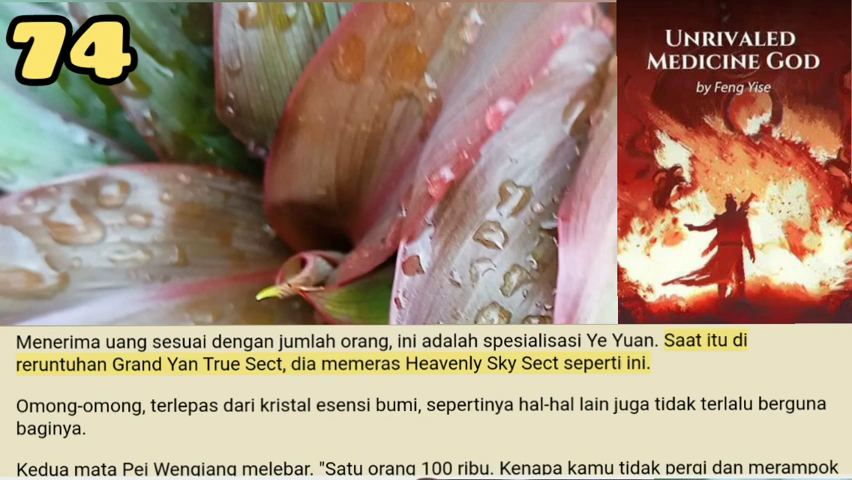 74
UNRIVALED
MEDICINE GOD
by Feng Yise
Menerima uang sesuai dengan jumlah orang, ini adalah spesialisasi Ye Yuan. Saat itu di
reruntuhan Grand Yan True Sect, dia memeras Heavenly Sky Sect seperti ini.
Omong-omong, terlepas dari kristal esensi bumi, sepertinya hal-hal lain juga tidak terlalu berguna
baginya.
Kedua mata Pei Wenqiang melebar. "Satu orang 100 ribu. Kenapa kamu tidak pergi dan merampok